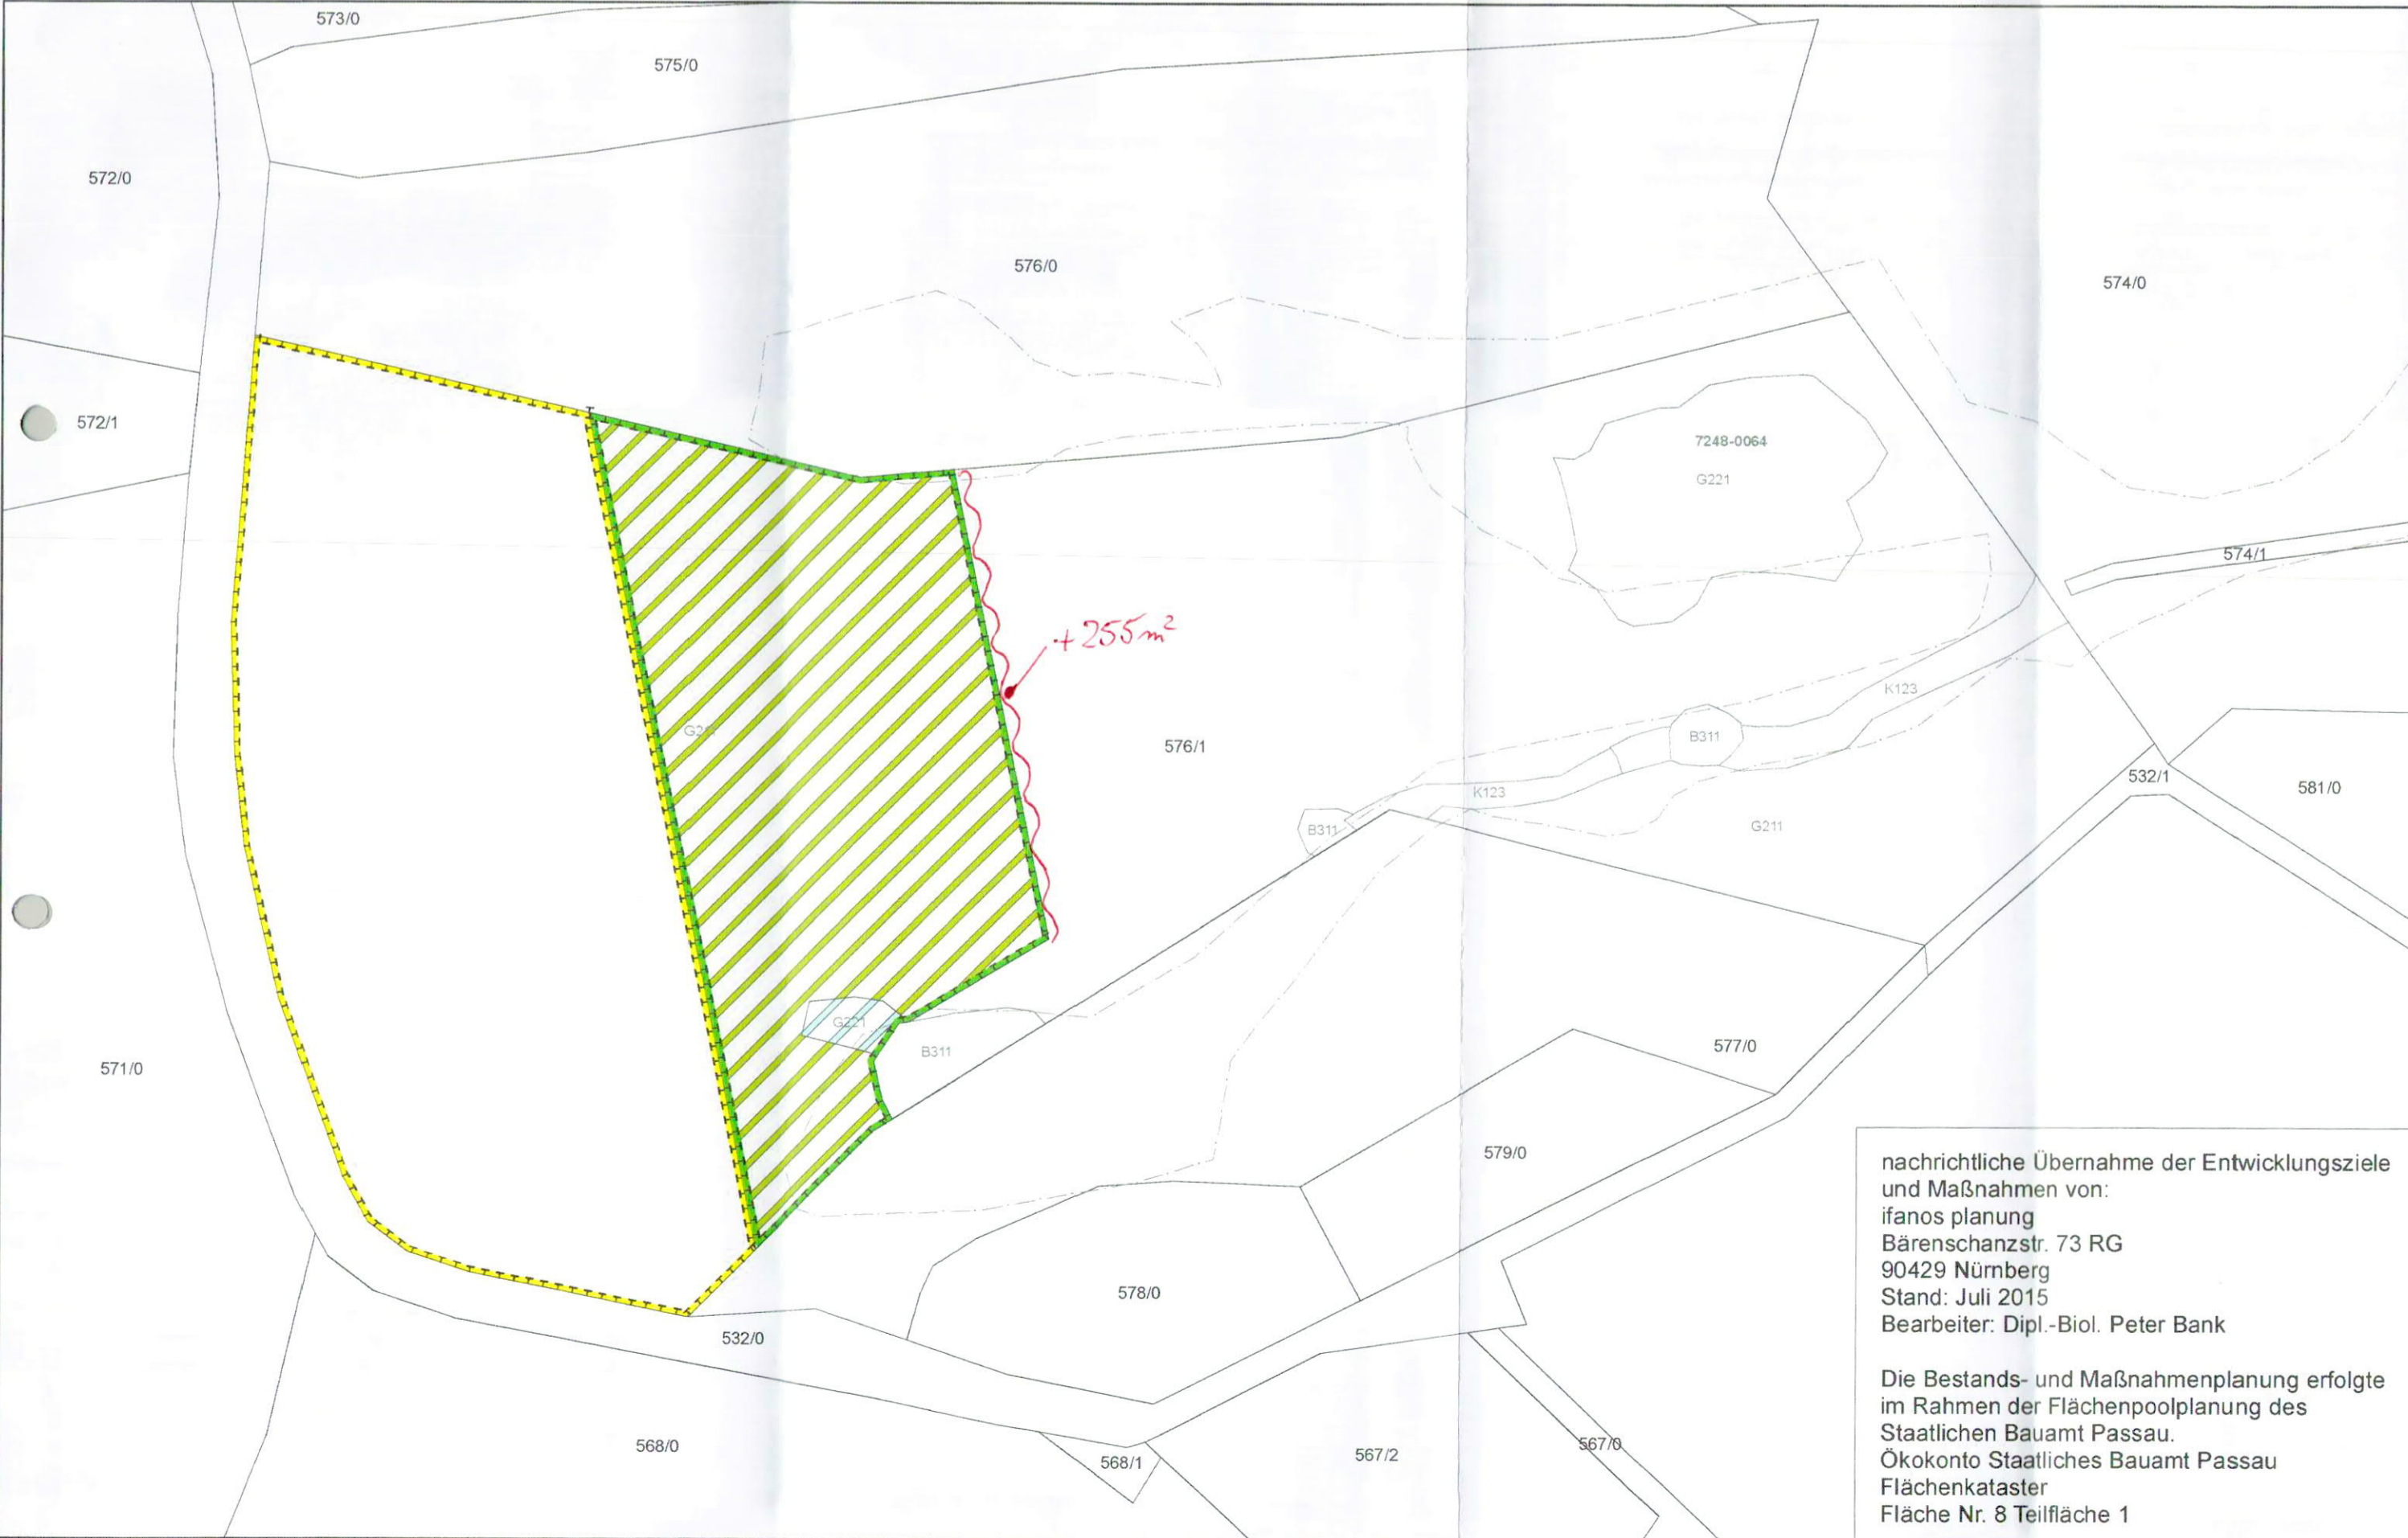 573/0
575/0
572/0
576/0
574/0
572/1
7248-0064
G221
574/1
+255m²
K123
G21
B311
576/1
532/1
K123
581/0
B311
G211
G221
B311
577/0
571/0
579/0
578/0
532/0
568/0
568/1
567/2
567/0
nachrichtliche Übernahme der Entwicklungsziele
und Maßnahmen von:
ifanos planung
Bärenschanzstr. 73 RG
90429 Nürnberg
Stand: Juli 2015
Bearbeiter: Dipl.-Biol. Peter Bank
Die Bestands- und Maßnahmenplanung erfolgte
im Rahmen der Flächenpoolplanung des
Staatlichen Bauamt Passau.
Ökokonto Staatliches Bauamt Passau
Flächenkataster
Fläche Nr. 8 Teilfläche 1